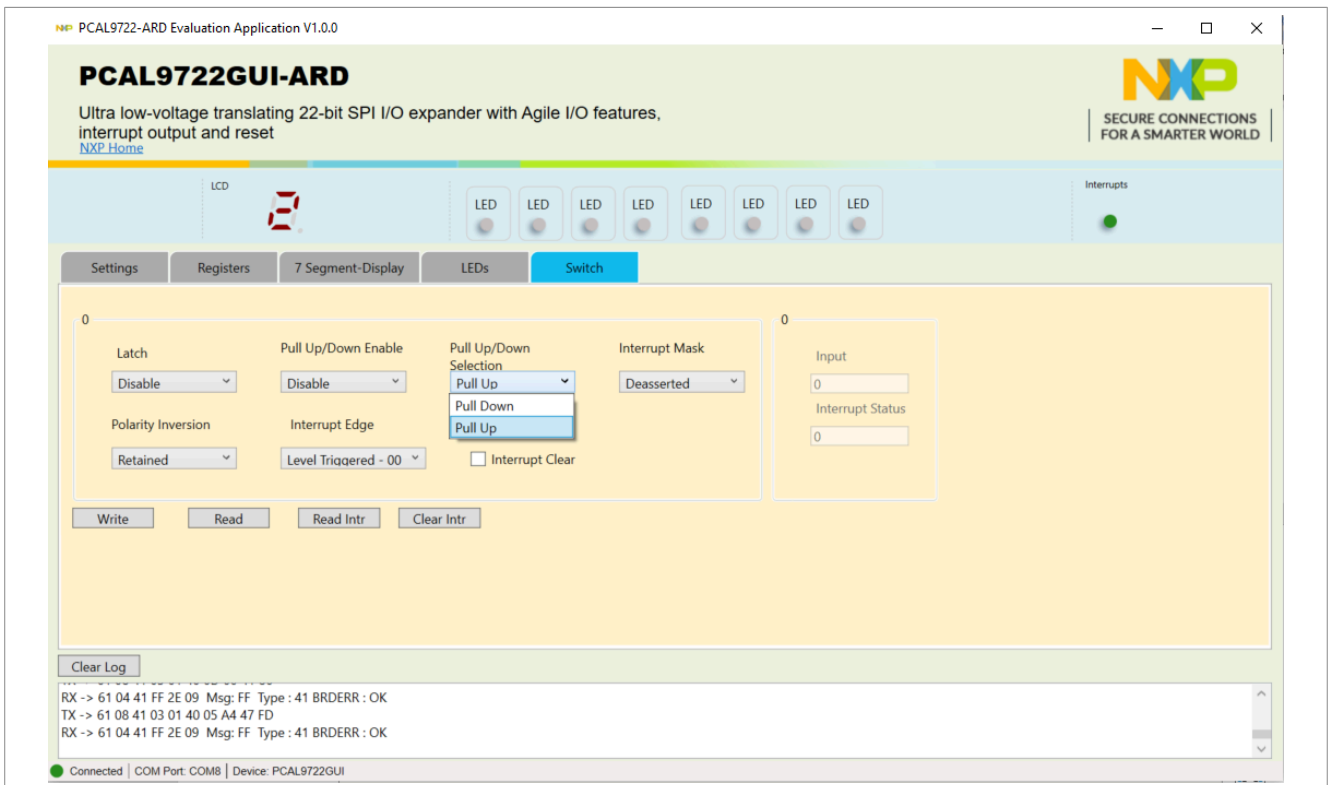 NXP PCAL9722-ARD Evaluation Application V1.0.0
PCAL9722GUI-ARD
Ultra low-voltage translating 22-bit SPI I/O expander with Agile I/O features,
interrupt output and reset
NXP Home
NXP
SECURE CONNECTIONS
FOR A SMARTER WORLD
LCD
2
LED LED LED LED LED LED LED LED
Interrupts
Settings Registers 7 Segment-Display LEDs Switch
0
Latch
Disable
Pull Up/Down Enable
Disable
Pull Up/Down
Selection
Pull Up
Pull Down
Pull Up
Interrupt Mask
Deasserted
Polarity Inversion
Retained
Interrupt Edge
Level Triggered - 00
Interrupt Clear
0
Input
0
Interrupt Status
0
Write Read Read Intr Clear Intr
Clear Log
RX -> 61 04 41 FF 2E 09 Msg: FF Type : 41 BRDERR : OK
TX -> 61 08 41 03 01 40 05 A4 47 FD
RX -> 61 04 41 FF 2E 09 Msg: FF Type : 41 BRDERR : OK
Connected | COM Port: COM8 | Device: PCAL9722GUI